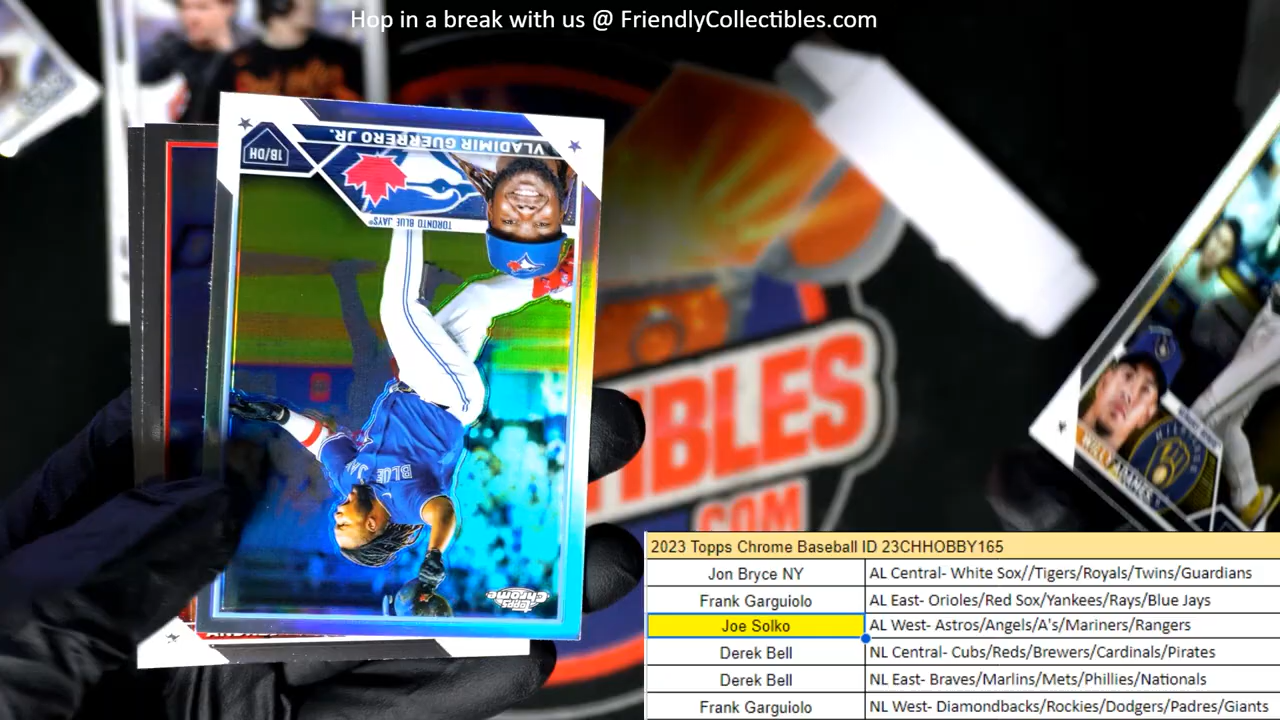 Hop in a break with us @ FriendlyCollectibles.com
VLADIMIR GUERRERO JR.
1B/DH
TORONTO BLUE JAYS
BLUE JA
Topps
Chrome
TIBLES
.COM
2023 Topps Chrome Baseball ID 23CHHOBBY165
Jon Bryce NY AL Central- White Sox//Tigers/Royals/Twins/Guardians
Frank Garguiolo AL East- Orioles/Red Sox/Yankees/Rays/Blue Jays
Joe Solko AL West- Astros/Angels/A's/Mariners/Rangers
Derek Bell NL Central- Cubs/Reds/Brewers/Cardinals/Pirates
Derek Bell NL East- Braves/Marlins/Mets/Phillies/Nationals
Frank Garguiolo NL West- Diamondbacks/Rockies/Dodgers/Padres/Giants